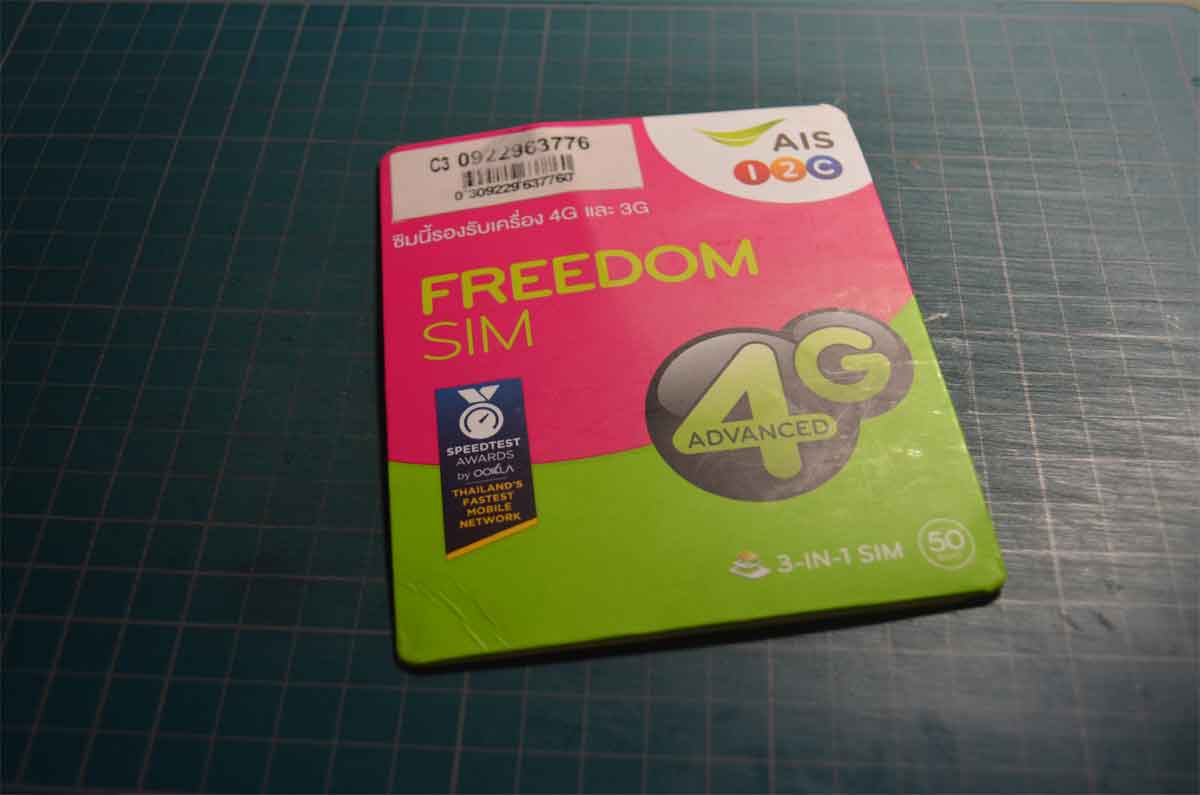 C3 0922963776
0 309229 637760
AIS
12C
ซิมนี้รองรับเครื่อง 4G และ 3G
FREEDOM
SIM
4G
ADVANCED
SPEEDTEST
AWARDS
by OOKLA
THAILAND'S
FASTEST
MOBILE
NETWORK
3-IN-1 SIM
50